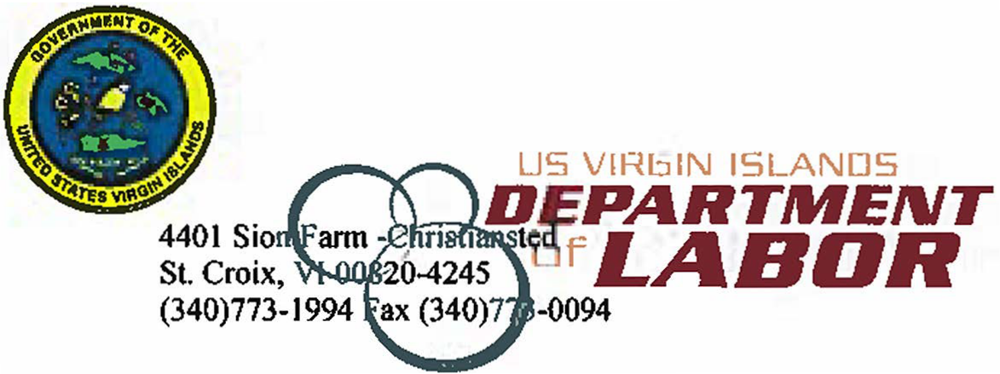 GOVERNMENT OF THE
UNITED STATES VIRGIN ISLANDS
US VIRGIN ISLANDS
DEPARTMENT
of LABOR
4401 Sion Farm -Christiansted
St. Croix, VI 00820-4245
(340)773-1994 Fax (340)773-0094